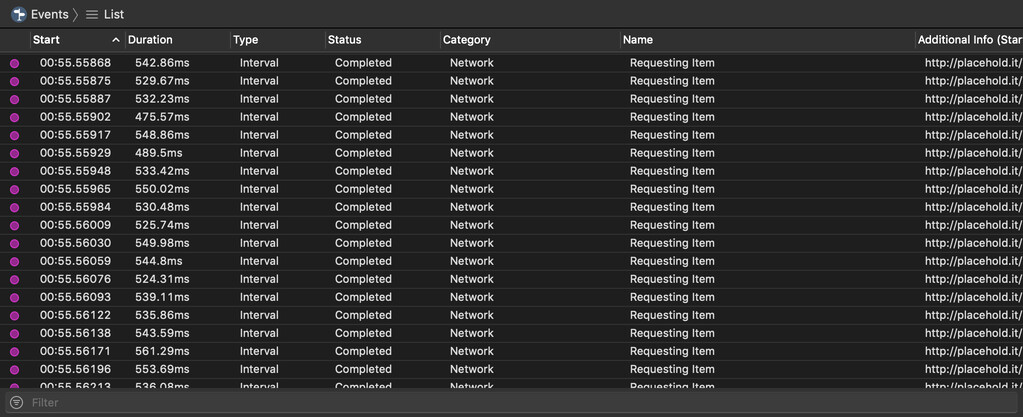 Events 〉 List
Start Duration Type Status Category Name Additional Info (Star
00:55.55868 542.86ms Interval Completed Network Requesting Item http://placehold.it/
00:55.55875 529.67ms Interval Completed Network Requesting Item http://placehold.it/
00:55.55887 532.23ms Interval Completed Network Requesting Item http://placehold.it/
00:55.55902 475.57ms Interval Completed Network Requesting Item http://placehold.it/
00:55.55917 548.86ms Interval Completed Network Requesting Item http://placehold.it/
00:55.55929 489.5ms Interval Completed Network Requesting Item http://placehold.it/
00:55.55948 533.42ms Interval Completed Network Requesting Item http://placehold.it/
00:55.55965 550.02ms Interval Completed Network Requesting Item http://placehold.it/
00:55.55984 530.48ms Interval Completed Network Requesting Item http://placehold.it/
00:55.56009 525.74ms Interval Completed Network Requesting Item http://placehold.it/
00:55.56030 549.98ms Interval Completed Network Requesting Item http://placehold.it/
00:55.56059 544.8ms Interval Completed Network Requesting Item http://placehold.it/
00:55.56076 524.31ms Interval Completed Network Requesting Item http://placehold.it/
00:55.56093 539.11ms Interval Completed Network Requesting Item http://placehold.it/
00:55.56122 535.86ms Interval Completed Network Requesting Item http://placehold.it/
00:55.56138 543.59ms Interval Completed Network Requesting Item http://placehold.it/
00:55.56171 561.29ms Interval Completed Network Requesting Item http://placehold.it/
00:55.56196 553.69ms Interval Completed Network Requesting Item http://placehold.it/
00:55.56213 536.08ms Interval Completed Network Requesting Item http://placehold.it/
Filter